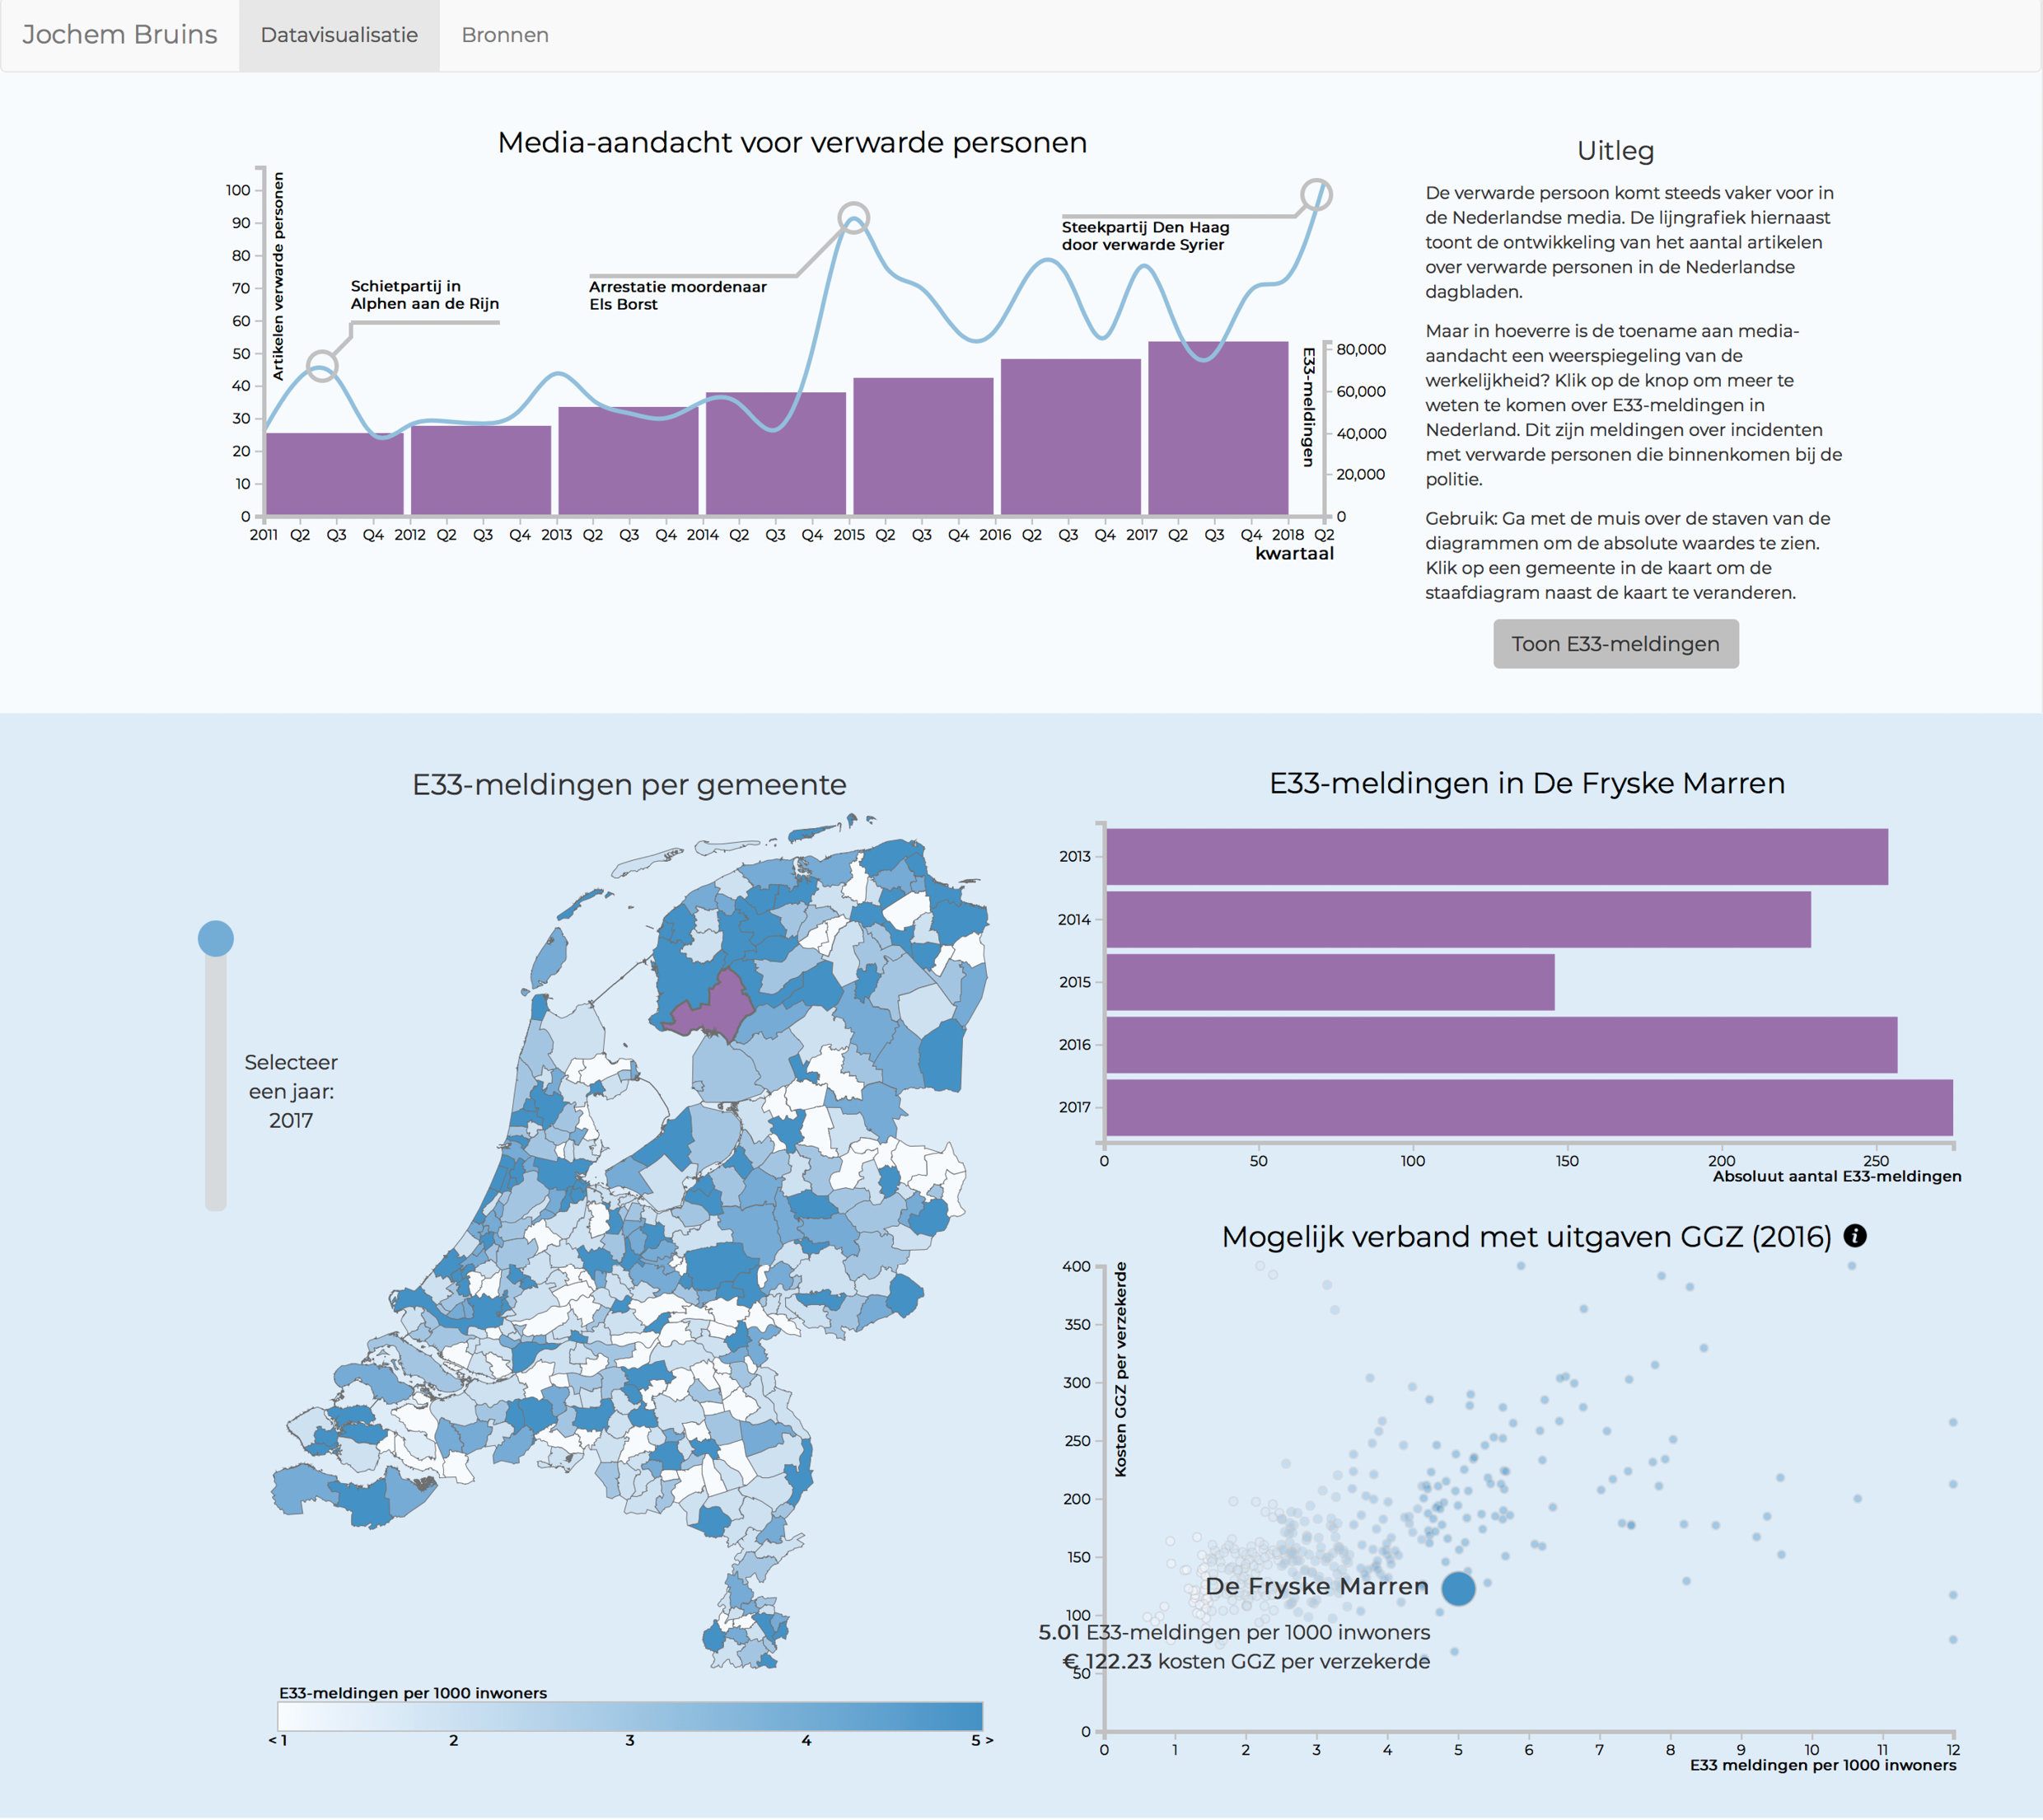 Jochem Bruins
Datavisualisatie
Bronnen
Media-aandacht voor verwarde personen
Artikelen verwarde personen
100
90
80
70
60
50
40
30
20
10
0
Schietpartij in
Alphen aan de Rijn
Arrestatie moordenaar
Els Borst
Steekpartij Den Haag
door verwarde Syrier
E33-meldingen
80,000
60,000
40,000
20,000
0
2011 Q2 Q3 Q4 2012 Q2 Q3 Q4 2013 Q2 Q3 Q4 2014 Q2 Q3 Q4 2015 Q2 Q3 Q4 2016 Q2 Q3 Q4 2017 Q2 Q3 Q4 2018 Q2
kwartaal
Uitleg
De verwarde persoon komt steeds vaker voor in
de Nederlandse media. De lijngrafiek hiernaast
toont de ontwikkeling van het aantal artikelen
over verwarde personen in de Nederlandse
dagbladen.
Maar in hoeverre is de toename aan media-
aandacht een weerspiegeling van de
werkelijkheid? Klik op de knop om meer te
weten te komen over E33-meldingen in
Nederland. Dit zijn meldingen over incidenten
met verwarde personen die binnenkomen bij de
politie.
Gebruik: Ga met de muis over de staven van de
diagrammen om de absolute waardes te zien.
Klik op een gemeente in de kaart om de
staafdiagram naast de kaart te veranderen.
Toon E33-meldingen
E33-meldingen per gemeente
Selecteer
een jaar:
2017
E33-meldingen per 1000 inwoners
< 1 2 3 4 5 >
E33-meldingen in De Fryske Marren
2013
2014
2015
2016
2017
0 50 100 150 200 250
Absoluut aantal E33-meldingen
Mogelijk verband met uitgaven GGZ (2016) i
Kosten GGZ per verzekerde
400
350
300
250
200
150
100
50
0
De Fryske Marren
5.01 E33-meldingen per 1000 inwoners
€ 122.23 kosten GGZ per verzekerde
0 1 2 3 4 5 6 7 8 9 10 11 12
E33 meldingen per 1000 inwoners